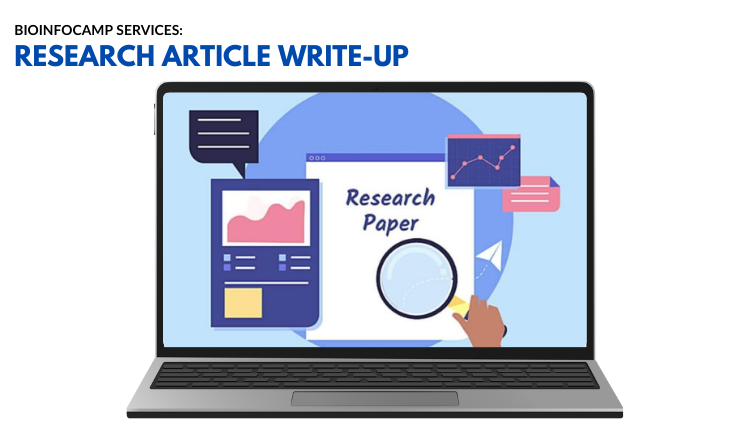 BIOINFOCAMP SERVICES:
RESEARCH ARTICLE WRITE-UP
Research
Paper